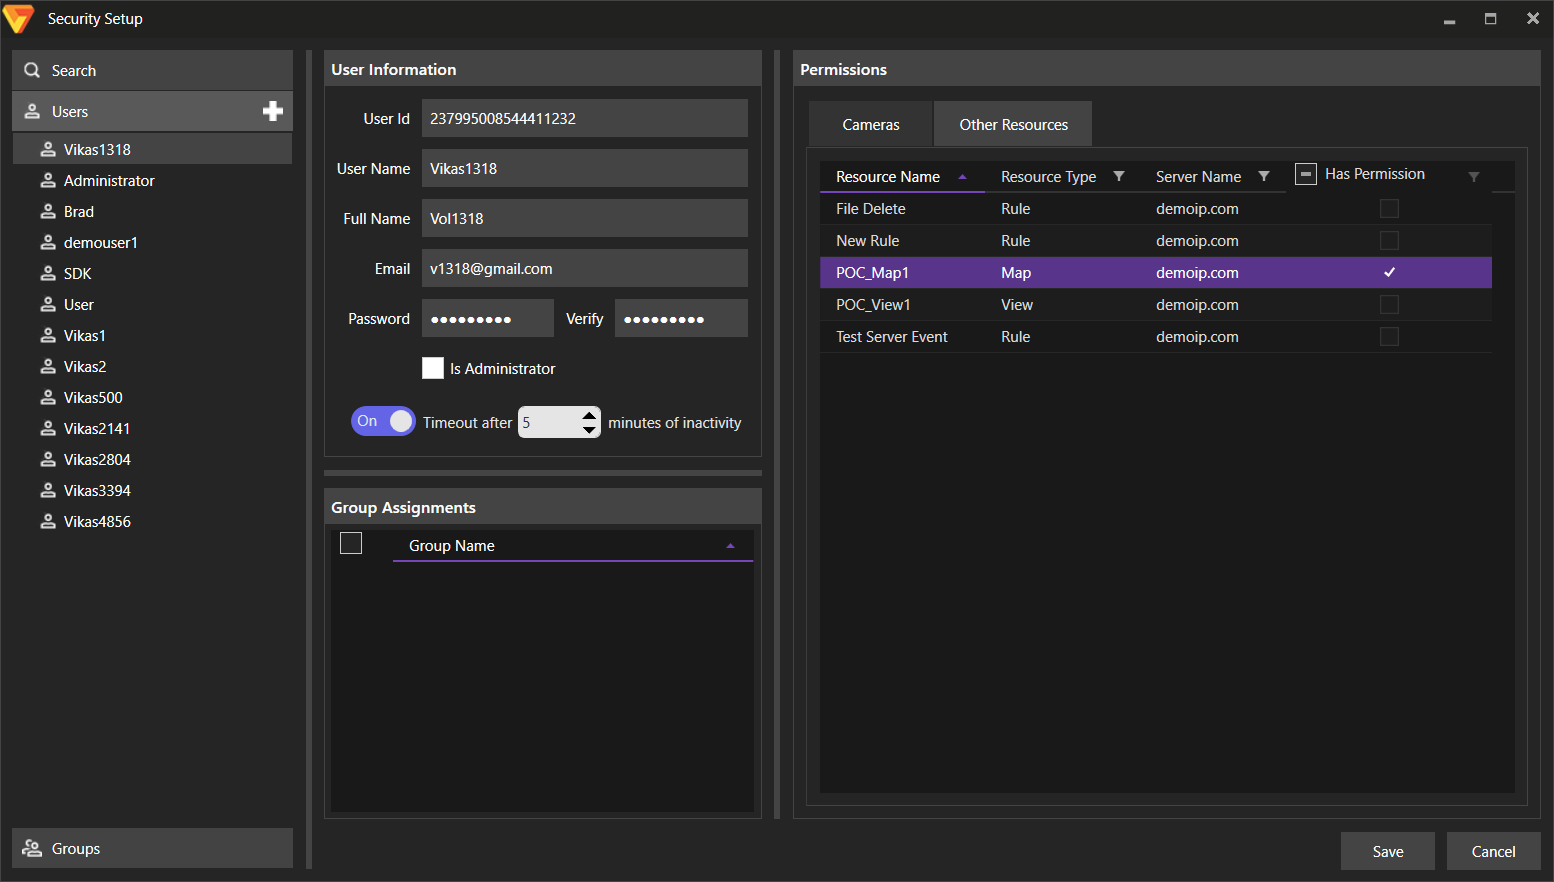 Security Setup
Search
Users
Vikas1318
Administrator
Brad
demouser1
SDK
User
Vikas1
Vikas2
Vikas500
Vikas2141
Vikas2804
Vikas3394
Vikas4856
Groups
User Information
User Id 237995008544411232
User Name Vikas1318
Full Name Vol1318
Email v1318@gmail.com
Password ●●●●●●●●● Verify ●●●●●●●●●
Is Administrator
On Timeout after 5 minutes of inactivity
Group Assignments
Group Name
Permissions
Cameras Other Resources
Resource Name Resource Type Server Name Has Permission
File Delete Rule demoip.com
New Rule Rule demoip.com
POC_Map1 Map demoip.com
POC_View1 View demoip.com
Test Server Event Rule demoip.com
Save Cancel